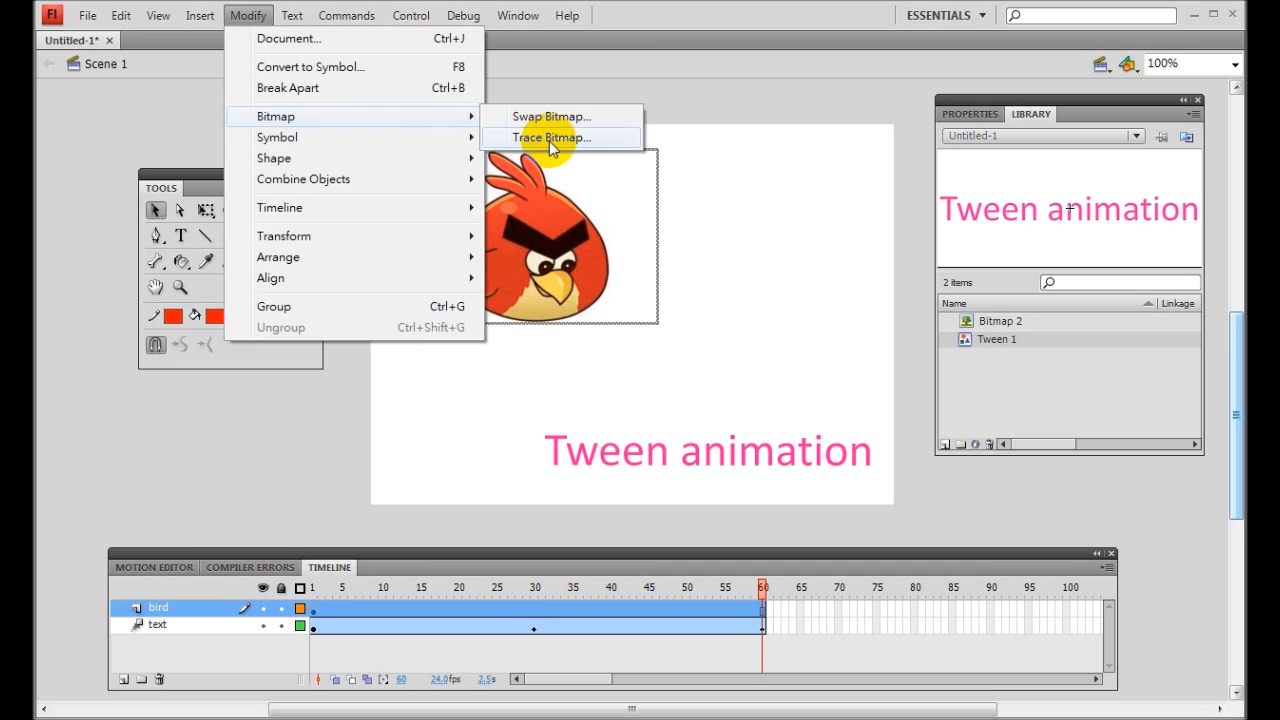 Fl File Edit View Insert Modify Text Commands Control Debug Window Help ESSENTIALS
Untitled-1*
Scene 1 100%
Document... Ctrl+J
Convert to Symbol... F8
Break Apart Ctrl+B
Bitmap
Symbol
Shape
Combine Objects
Timeline
Transform
Arrange
Align
Group Ctrl+G
Ungroup Ctrl+Shift+G
Swap Bitmap...
Trace Bitmap...
TOOLS
PROPERTIES LIBRARY
Untitled-1
Tween animation
2 items
Name Linkage
Bitmap 2
Tween 1
Tween animation
MOTION EDITOR COMPILER ERRORS TIMELINE
1 5 10 15 20 25 30 35 40 45 50 55 60 65 70 75 80 85 90 95 100
bird
text
60 24.0fps 2.5s